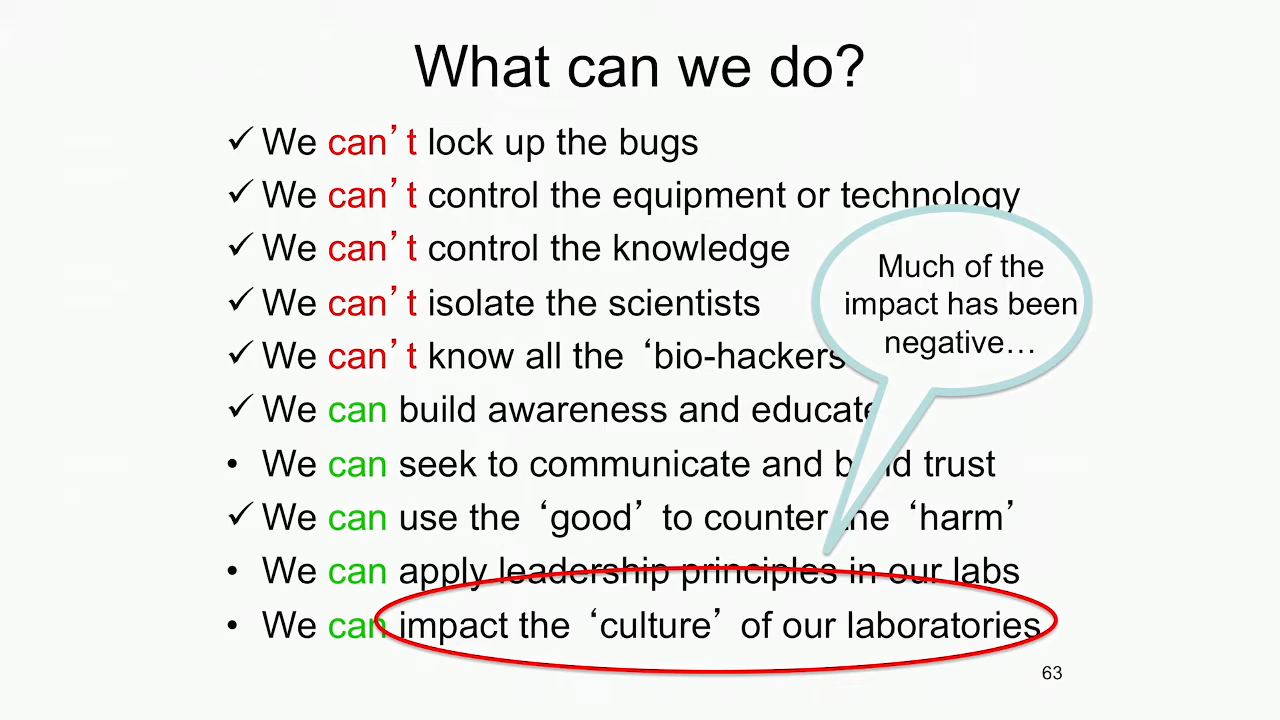 What can we do?
✓ We can’t lock up the bugs
✓ We can’t control the equipment or technology
✓ We can’t control the knowledge
✓ We can’t isolate the scientists
✓ We can’t know all the ‘bio-hackers
✓ We can build awareness and educate
• We can seek to communicate and build trust
✓ We can use the ‘good’ to counter the ‘harm’
• We can apply leadership principles in our labs
• We can impact the ‘culture’ of our laboratories
Much of the
impact has been
negative…
63